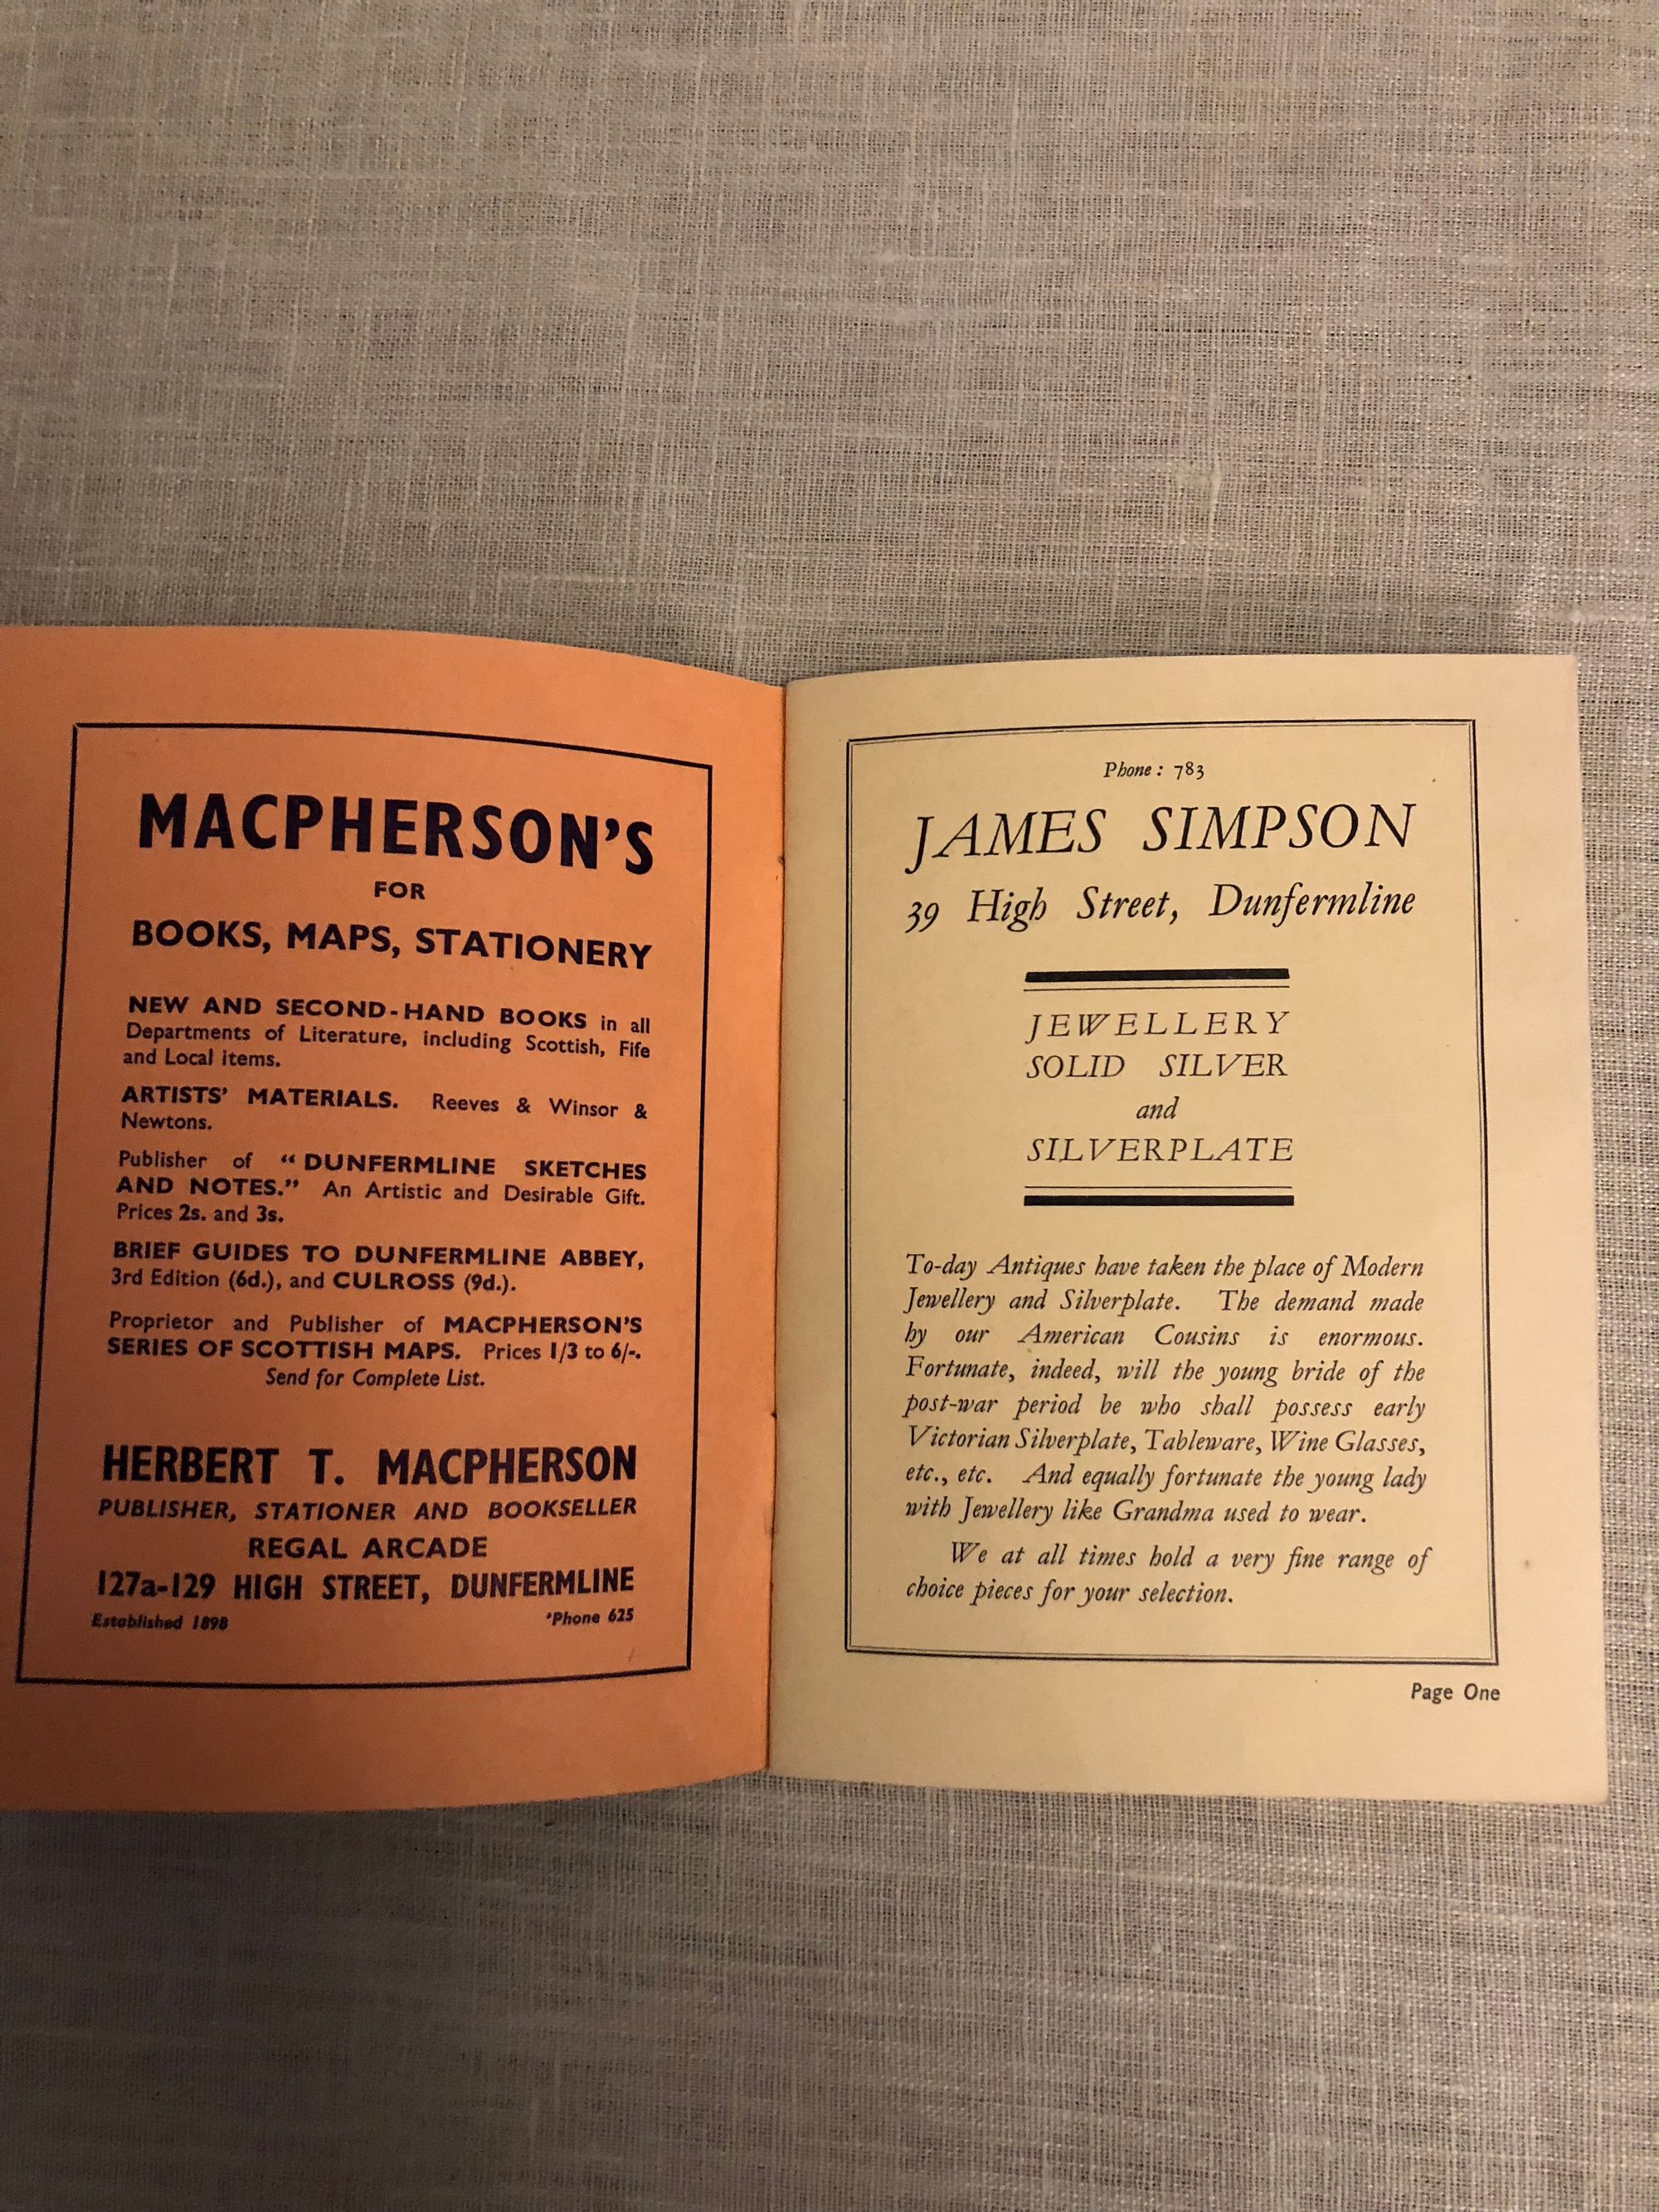 MACPHERSON'S
FOR
BOOKS, MAPS, STATIONERY
NEW AND SECOND-HAND BOOKS in all
Departments of Literature, including Scottish, Fife
and Local items.
ARTISTS' MATERIALS. Reeves & Winsor &
Newtons.
Publisher of "DUNFERMLINE SKETCHES
AND NOTES." An Artistic and Desirable Gift.
Prices 2s. and 3s.
BRIEF GUIDES TO DUNFERMLINE ABBEY,
3rd Edition (6d.), and CULROSS (9d.).
Proprietor and Publisher of MACPHERSON'S
SERIES OF SCOTTISH MAPS. Prices 1/3 to 6/-.
Send for Complete List.
HERBERT T. MACPHERSON
PUBLISHER, STATIONER AND BOOKSELLER
REGAL ARCADE
127a-129 HIGH STREET, DUNFERMLINE
Established 1898 'Phone 625
Phone: 783
JAMES SIMPSON
39 High Street, Dunfermline
JEWELLERY
SOLID SILVER
and
SILVERPLATE
To-day Antiques have taken the place of Modern
Jewellery and Silverplate. The demand made
by our American Cousins is enormous.
Fortunate, indeed, will the young bride of the
post-war period be who shall possess early
Victorian Silverplate, Tableware, Wine Glasses,
etc., etc. And equally fortunate the young lady
with Jewellery like Grandma used to wear.
We at all times hold a very fine range of
choice pieces for your selection.
Page One